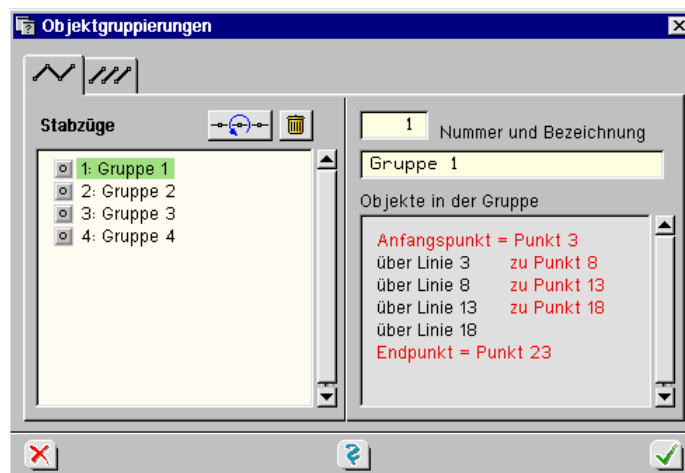 Objektgruppierungen
Stabzüge
1: Gruppe 1
2: Gruppe 2
3: Gruppe 3
4: Gruppe 4
1 Nummer und Bezeichnung
Gruppe 1
Objekte in der Gruppe
Anfangspunkt = Punkt 3
über Linie 3 zu Punkt 8
über Linie 8 zu Punkt 13
über Linie 13 zu Punkt 18
über Linie 18
Endpunkt = Punkt 23